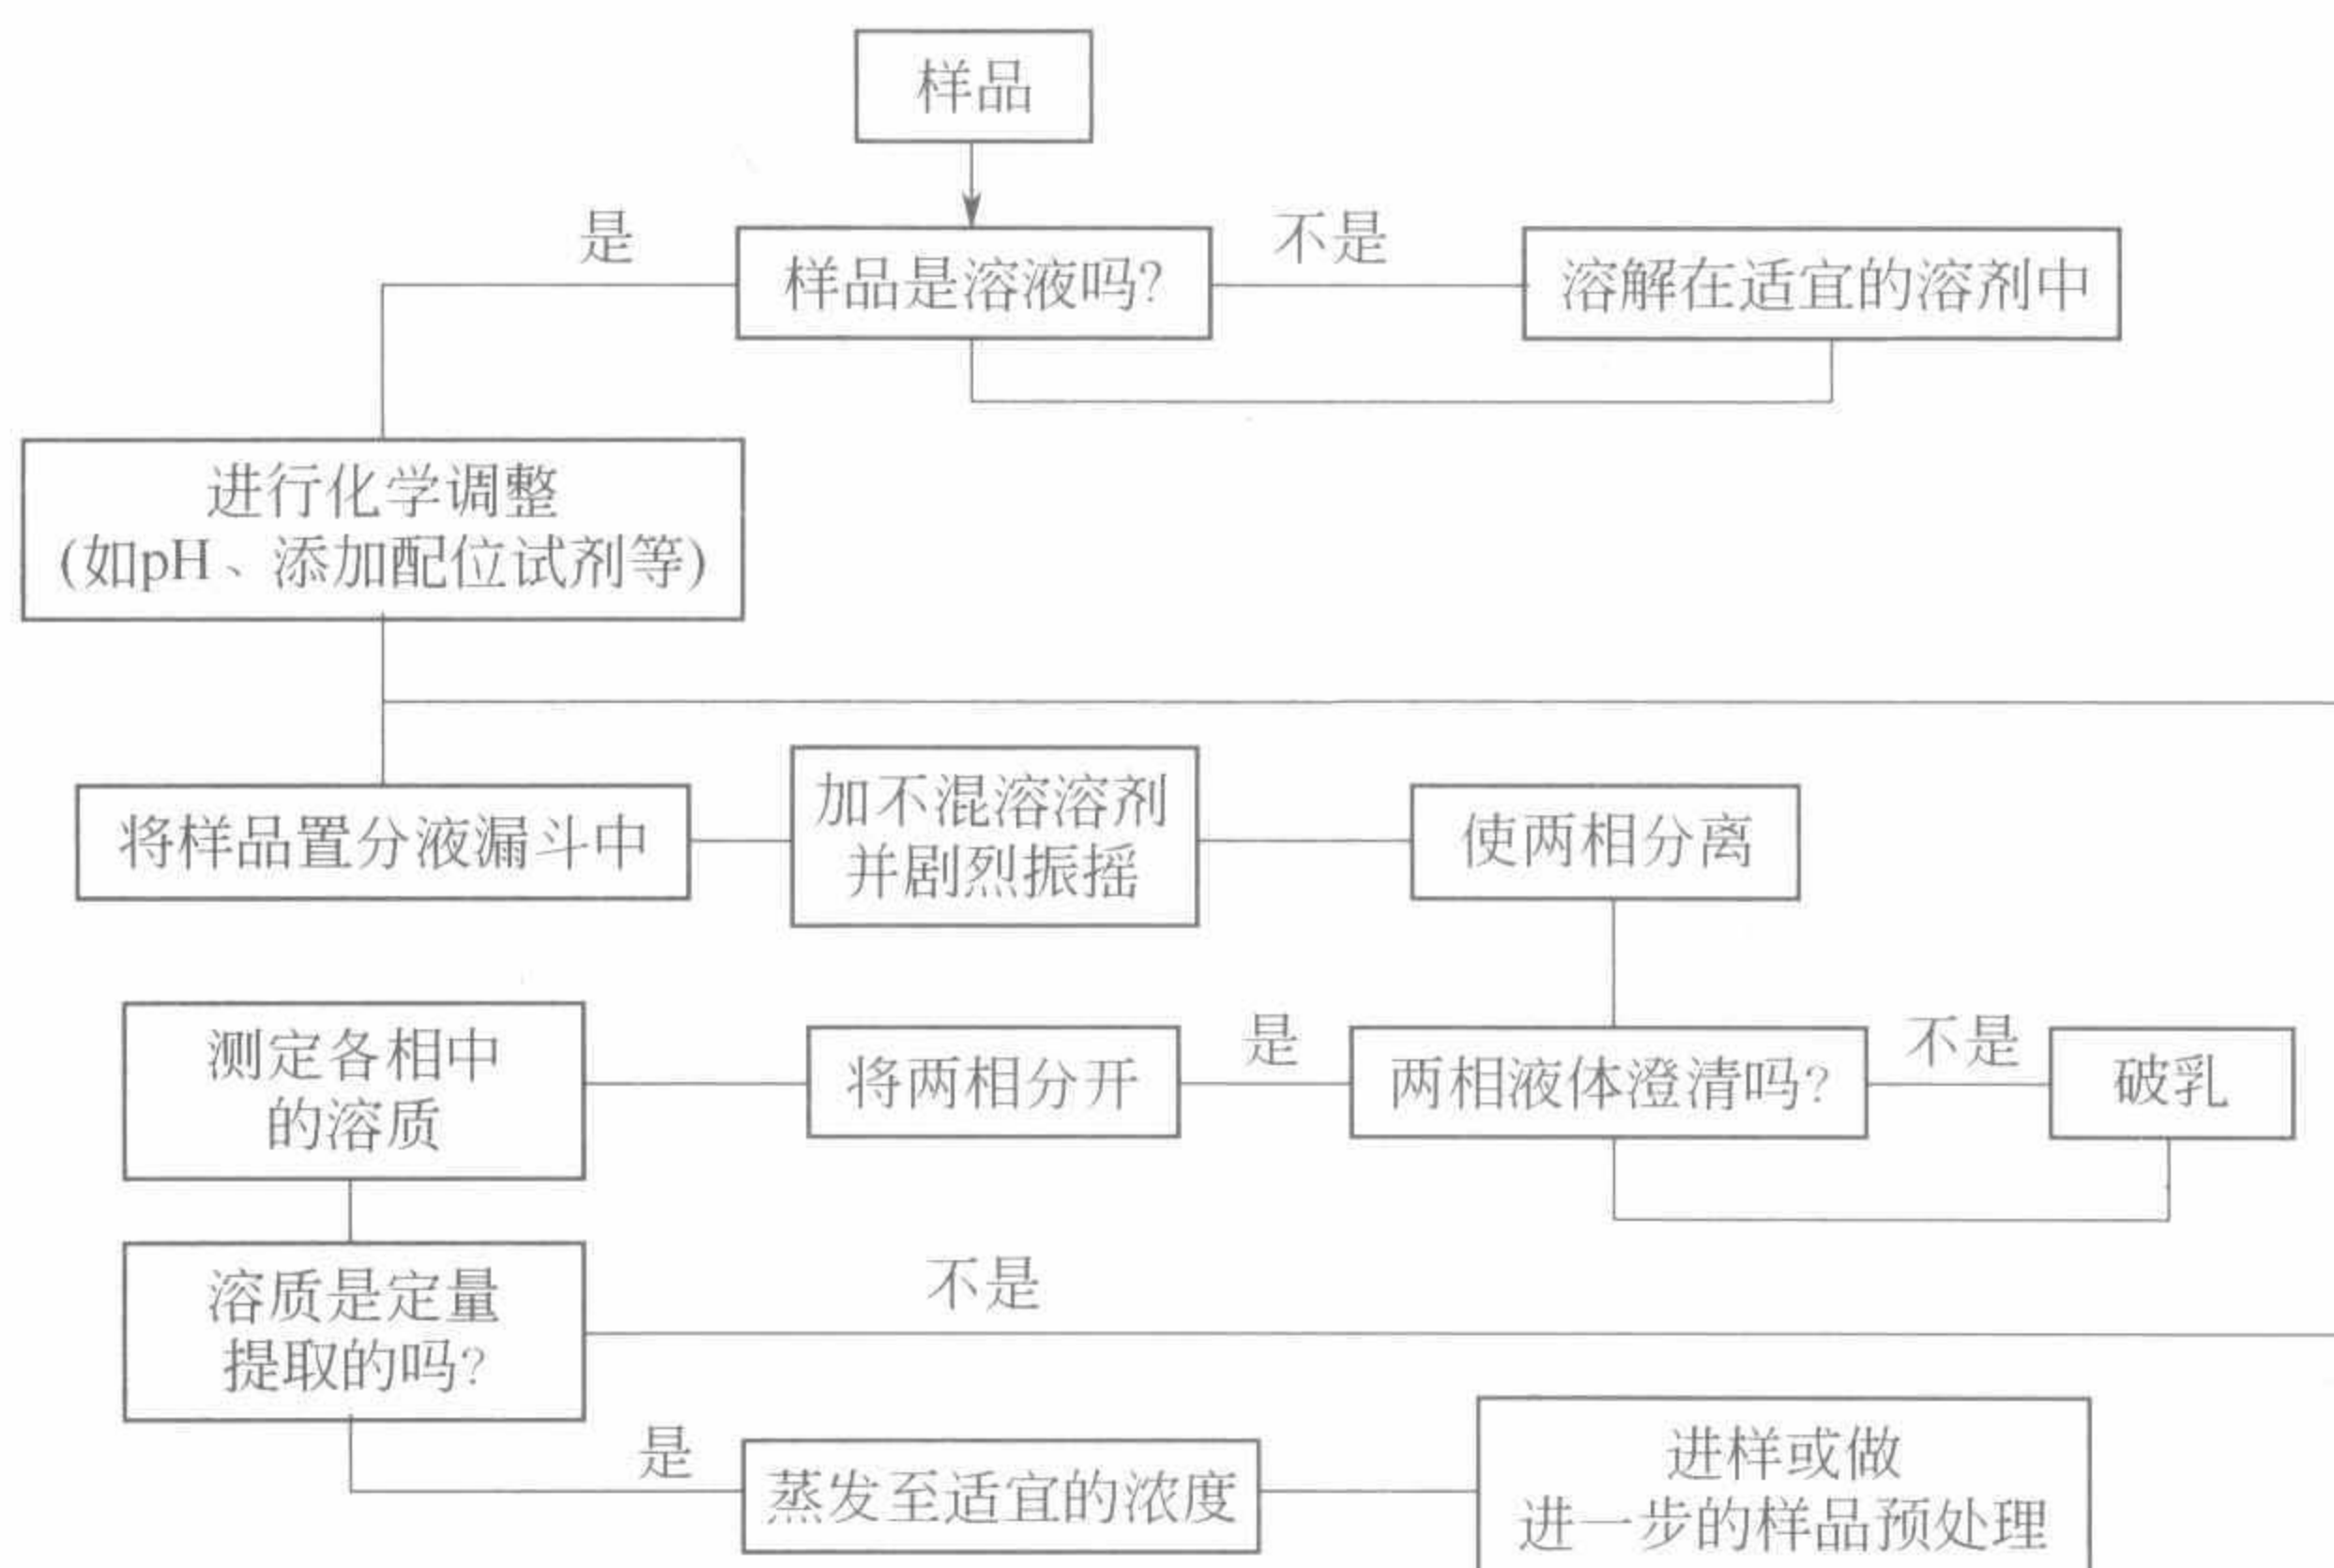 样品
是
样品是溶液吗?
不是
溶解在适宜的溶剂中
进行化学调整
(如pH、添加配位试剂等)
将样品置分液漏斗中
加不混溶溶剂
并剧烈振摇
使两相分离
测定各相中
的溶质
将两相分开
是
两相液体澄清吗?
不是
破乳
溶质是定量
提取的吗?
不是
是
蒸发至适宜的浓度
进样或做
进一步的样品预处理